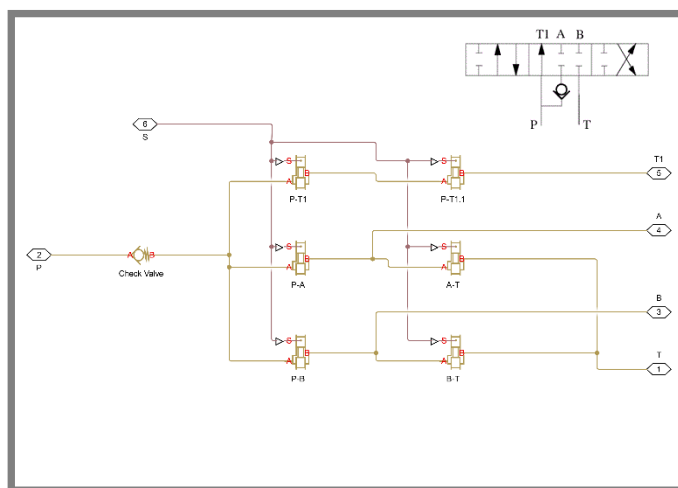 T1 A B
P T
6
S
S S
B B
A A
P-T1 P-T1.1
T1
5
A
4
S S
B B
A A
P-A A-T
2
P
A B
Check Valve
B
3
S S
B B
A A
P-B B-T
T
1